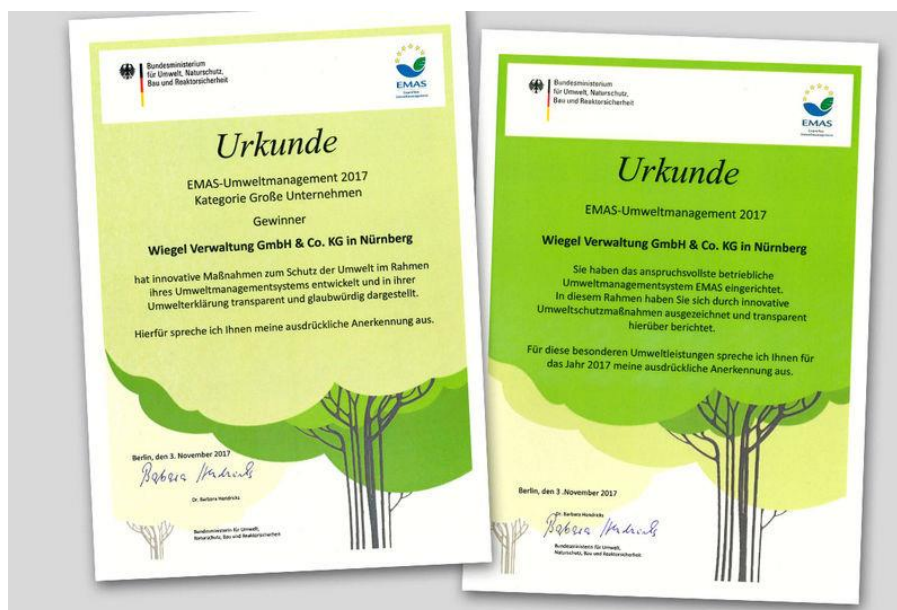 Bundesministerium
für Umwelt, Naturschutz,
Bau und Reaktorsicherheit
EMAS
Urkunde
EMAS-Umweltmanagement 2017
Kategorie Große Unternehmen
Gewinner
Wiegel Verwaltung GmbH & Co. KG in Nürnberg
hat innovative Maßnahmen zum Schutz der Umwelt im Rahmen
ihres Umweltmanagementsystems entwickelt und in ihrer
Umwelterklärung transparent und glaubwürdig dargestellt.
Hierfür spreche ich Ihnen meine ausdrückliche Anerkennung aus.
Berlin, den 3. November 2017
Barbara Hendricks
Dr. Barbara Hendricks
Bundesministerin für Umwelt,
Naturschutz, Bau und Reaktorsicherheit
Bundesministerium
für Umwelt, Naturschutz,
Bau und Reaktorsicherheit
EMAS
Urkunde
EMAS-Umweltmanagement 2017
Wiegel Verwaltung GmbH & Co. KG in Nürnberg
Sie haben das anspruchsvollste betriebliche
Umweltmanagementsystem EMAS eingerichtet.
In diesem Rahmen haben Sie sich durch innovative
Umweltschutzmaßnahmen ausgezeichnet und transparent
hierüber berichtet.
Für diese besonderen Umweltleistungen spreche ich Ihnen für
das Jahr 2017 meine ausdrückliche Anerkennung aus.
Berlin, den 3 .November 2017
Dr. Barbara Hendricks
Barbara Hendricks
Bundesministerin für Umwelt,
Naturschutz, Bau und Reaktorsicherheit